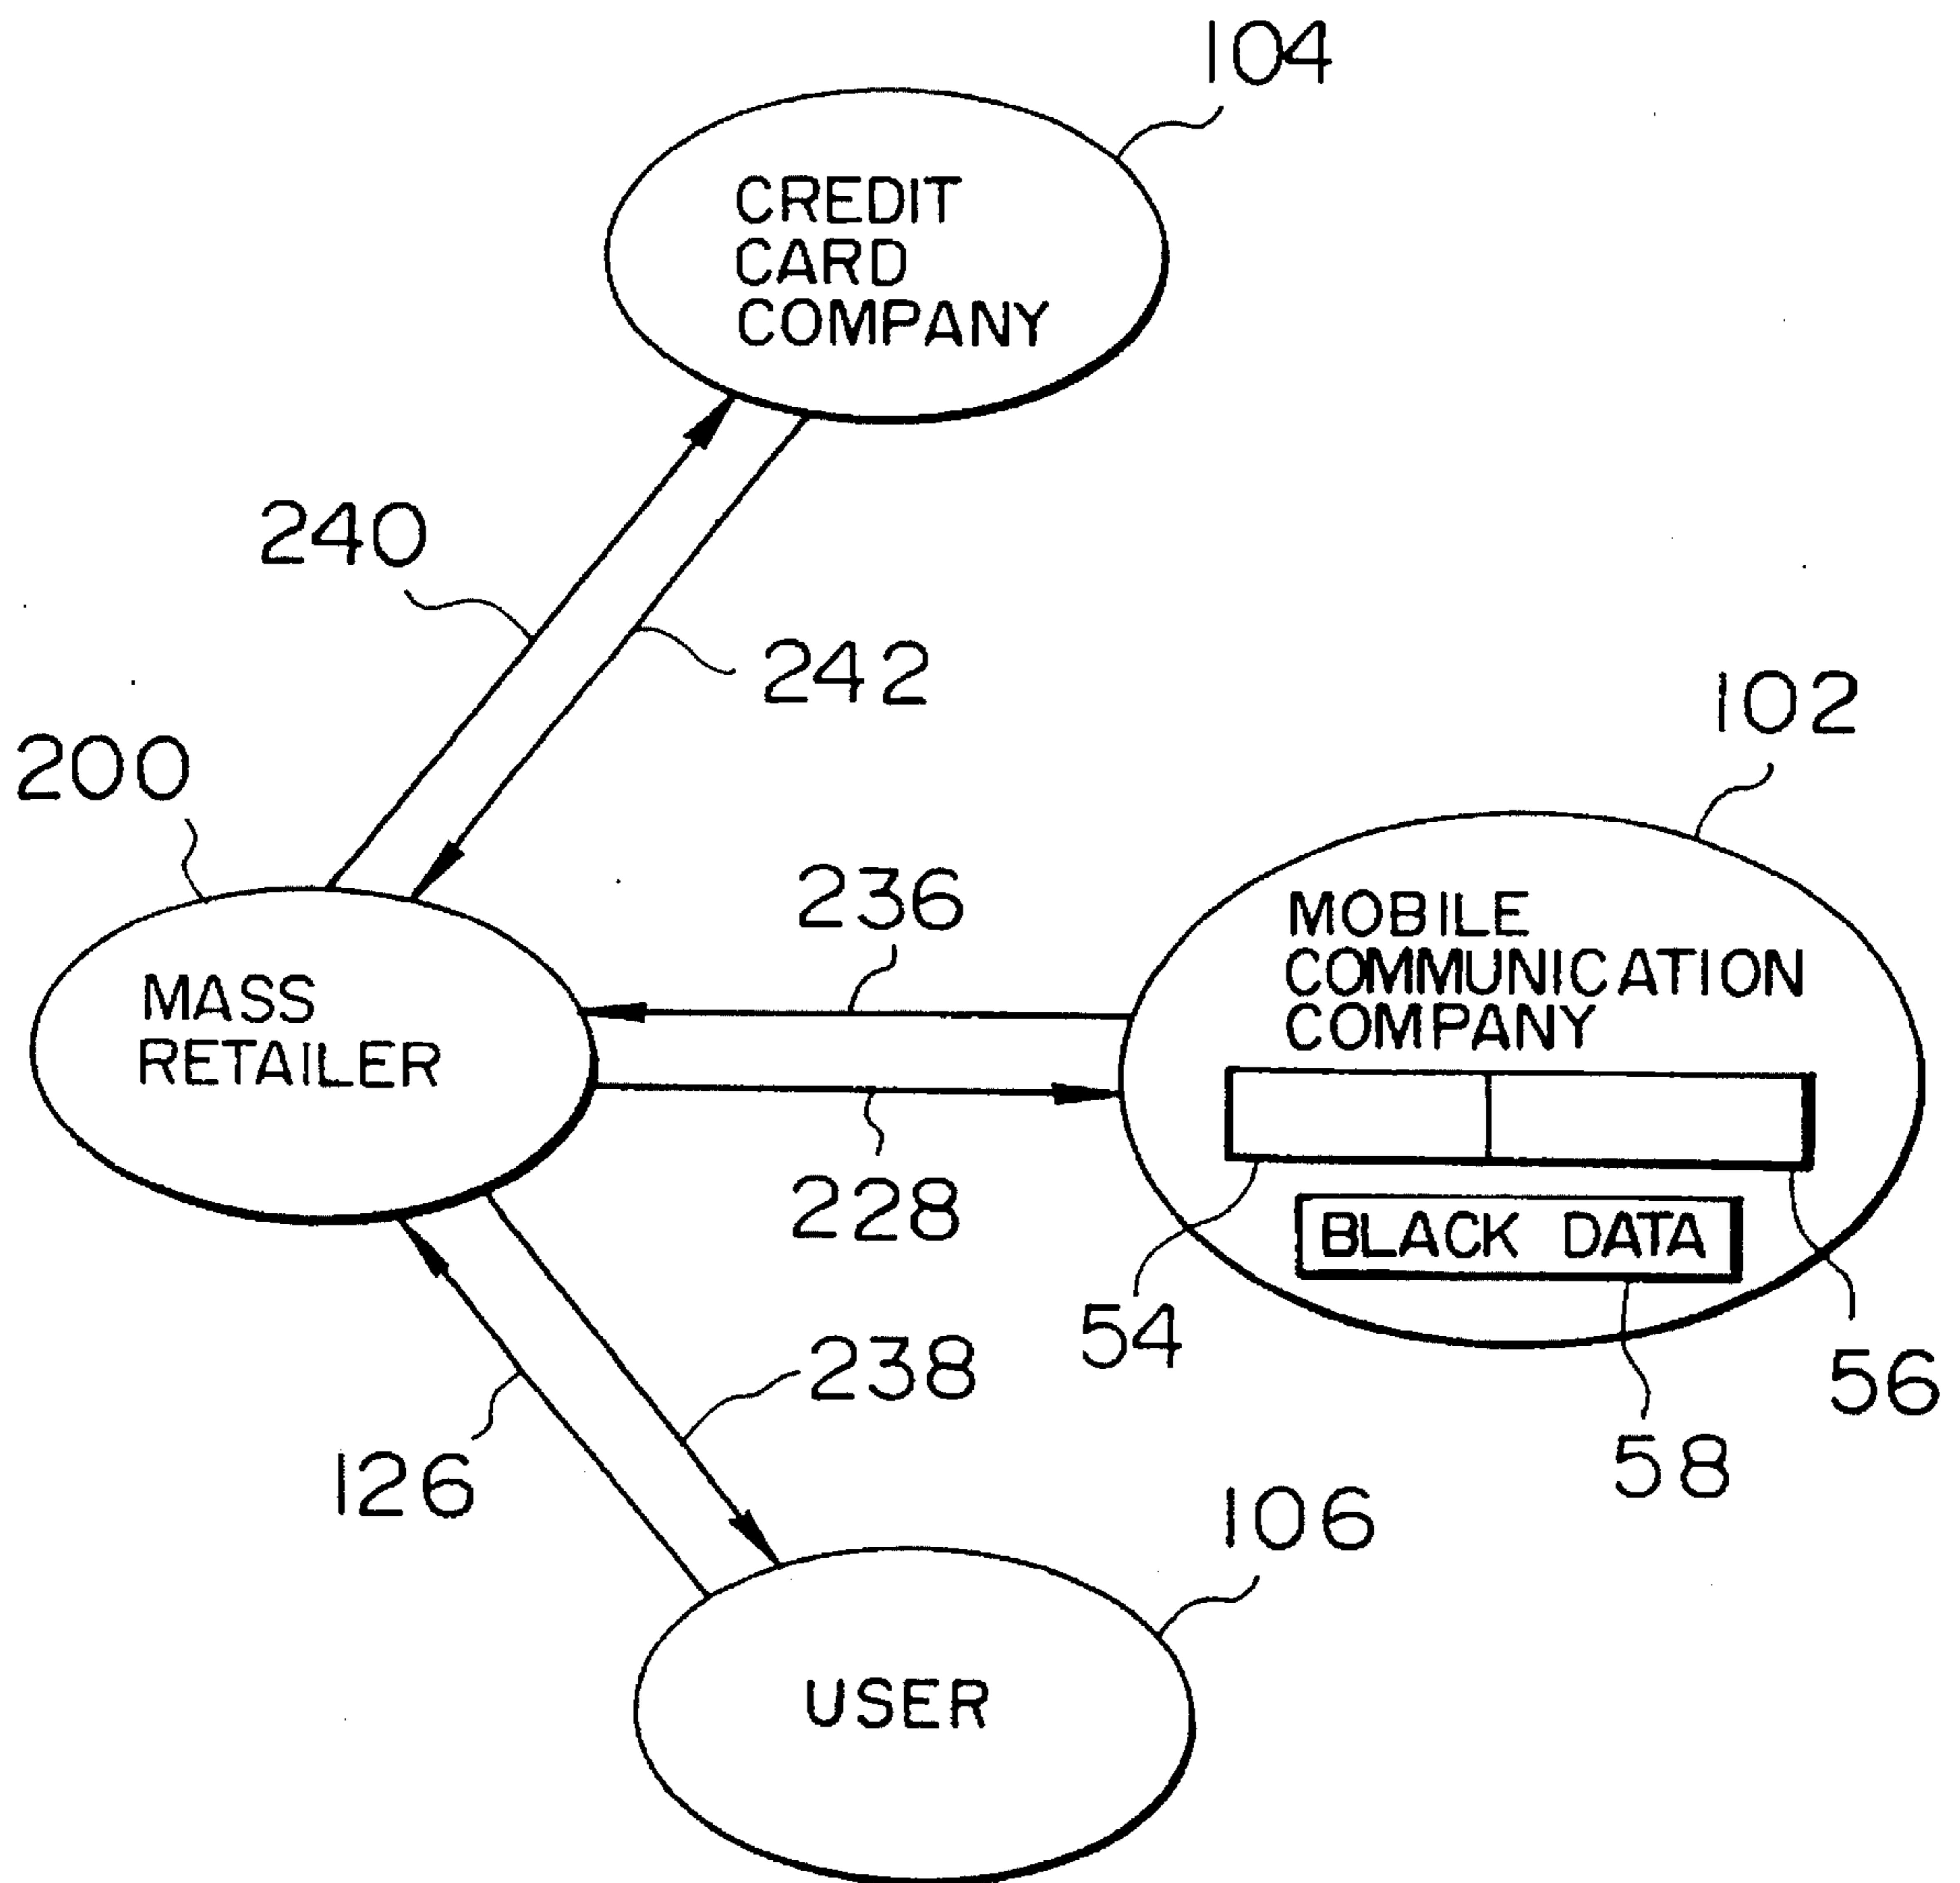 104
CREDIT
CARD
COMPANY
240
242
102
200
236
MOBILE
COMMUNICATION
COMPANY
MASS
RETAILER
228
BLACK DATA
54
238
56
126
58
106
USER